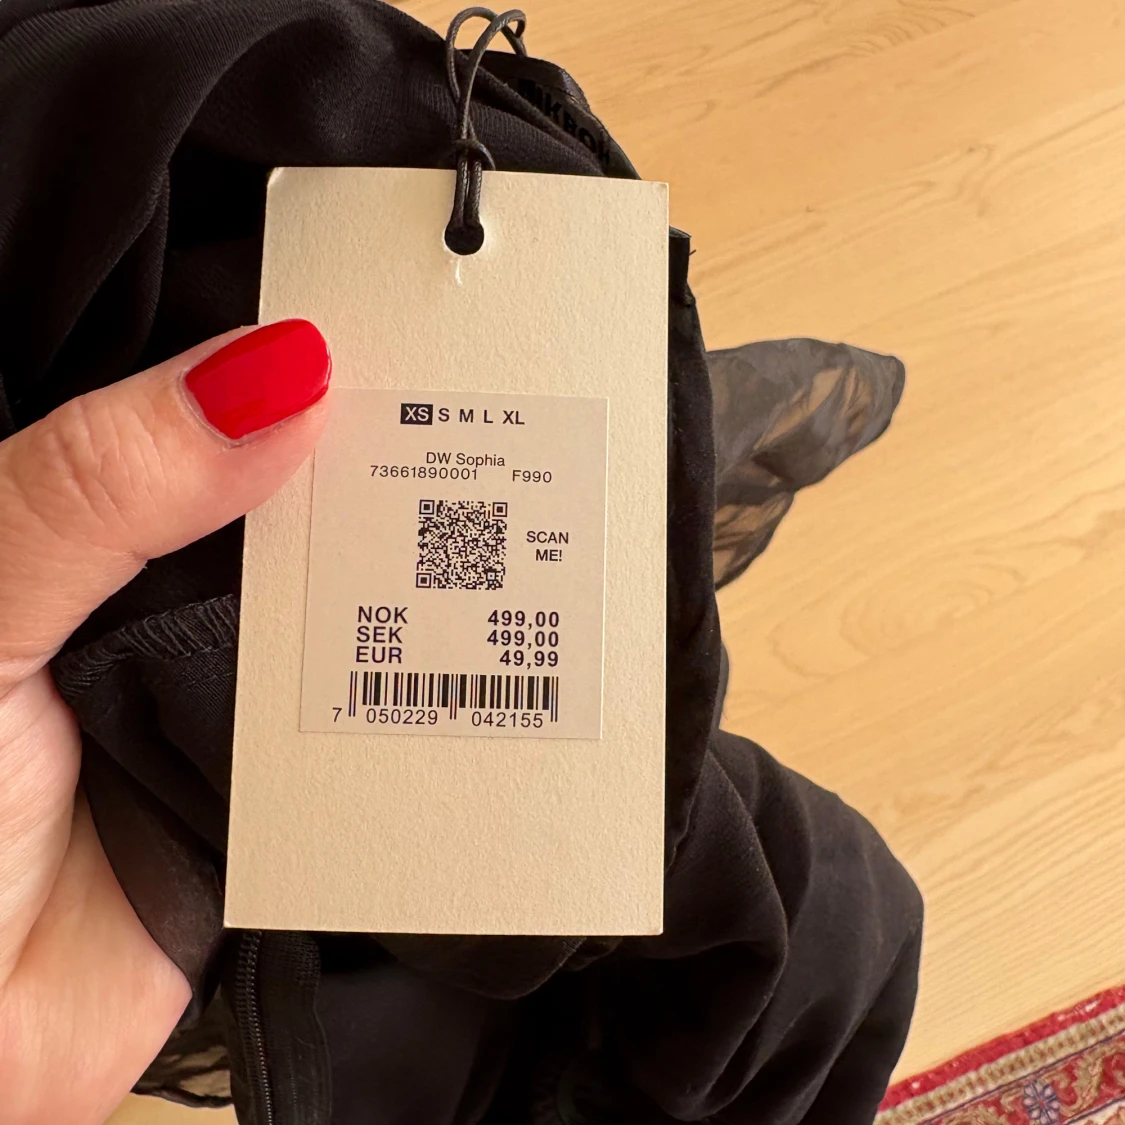 XS S M L XL
DW Sophia
73661890001 F990
SCAN
ME!
NOK 499,00
SEK 499,00
EUR 49,99
7 050229 042155